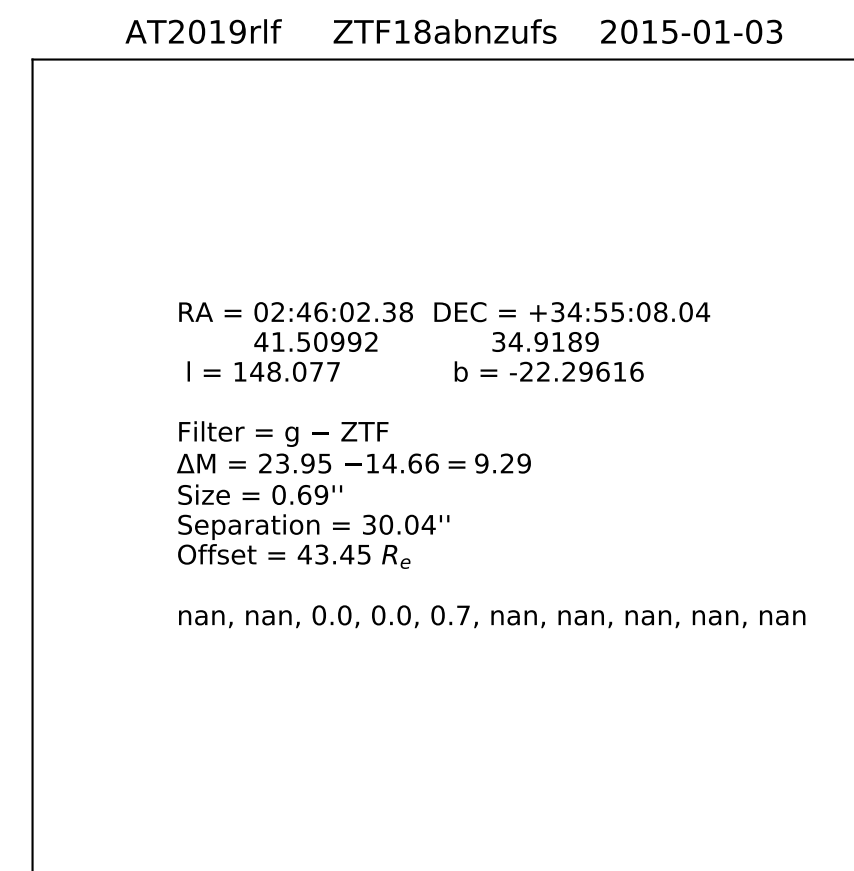 AT2019rlf ZTF18abnzufs 2015-01-03
RA = 02:46:02.38 DEC = +34:55:08.04
41.50992 34.9189
l = 148.077 b = -22.29616
Filter = g − ZTF
ΔM = 23.95 −14.66 = 9.29
Size = 0.69''
Separation = 30.04''
Offset = 43.45 Rₑ
nan, nan, 0.0, 0.0, 0.7, nan, nan, nan, nan, nan